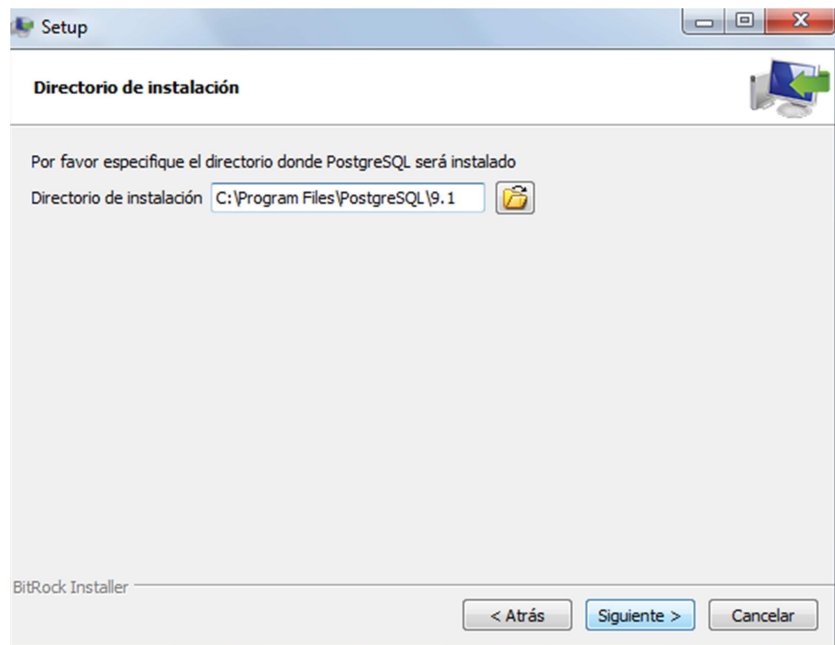 Setup
Directorio de instalación
Por favor especifique el directorio donde PostgreSQL será instalado
Directorio de instalación C:\Program Files\PostgreSQL\9.1
BitRock Installer
< Atrás Siguiente > Cancelar